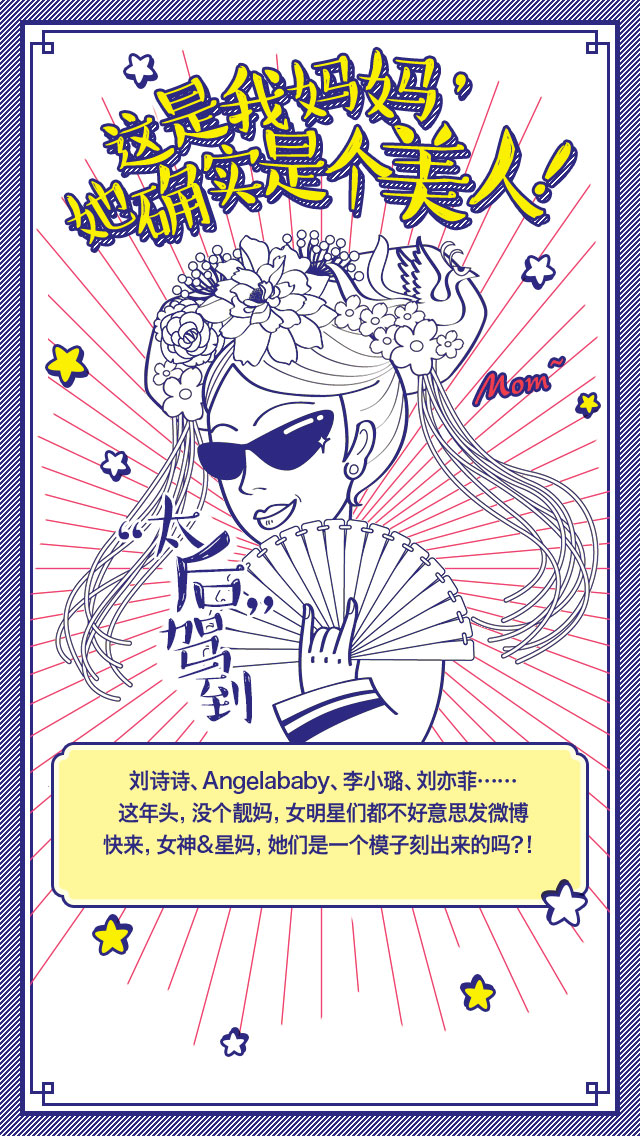 这是我妈妈，
她确实是个美人！
Mom~
“太后”驾到
刘诗诗、Angelababy、李小璐、刘亦菲……
这年头，没个靓妈，女明星们都不好意思发微博
快来，女神&星妈，她们是一个模子刻出来的吗？！